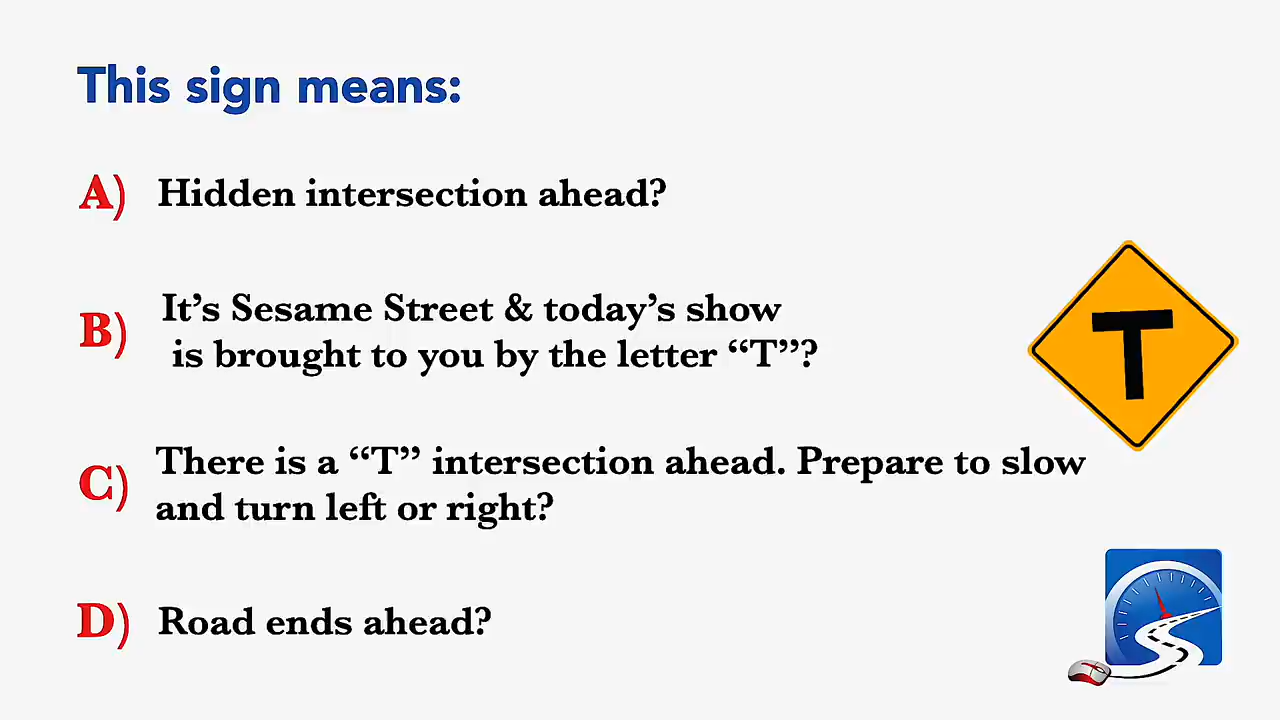 This sign means:
A) Hidden intersection ahead?
B) It’s Sesame Street & today’s show
is brought to you by the letter “T”?
T
C) There is a “T” intersection ahead. Prepare to slow
and turn left or right?
D) Road ends ahead?